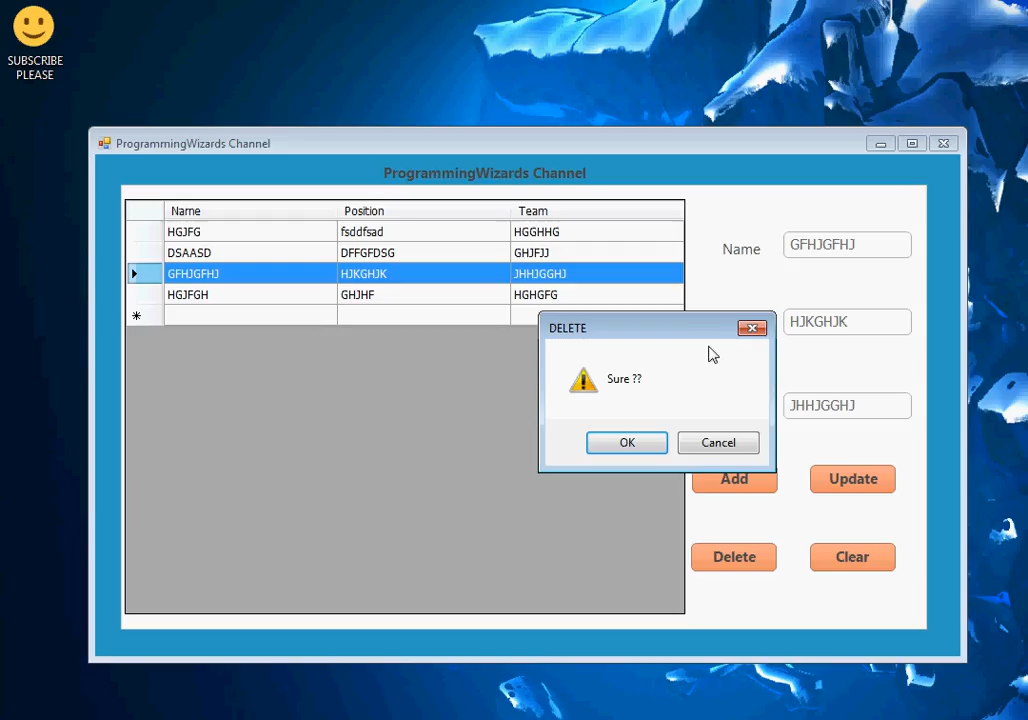 SUBSCRIBE
PLEASE
ProgrammingWizards Channel
ProgrammingWizards Channel
Name Position Team
HGJFG fsddfsad HGGHHG
DSAASD DFFGFDSG GHJFJJ
GFHJGFHJ HJKGHJK JHHJGGHJ
HGJFGH GHJHF HGHGFG
Name GFHJGFHJ
HJKGHJK
JHHJGGHJ
DELETE
Sure ??
OK Cancel
Add Update
Delete Clear